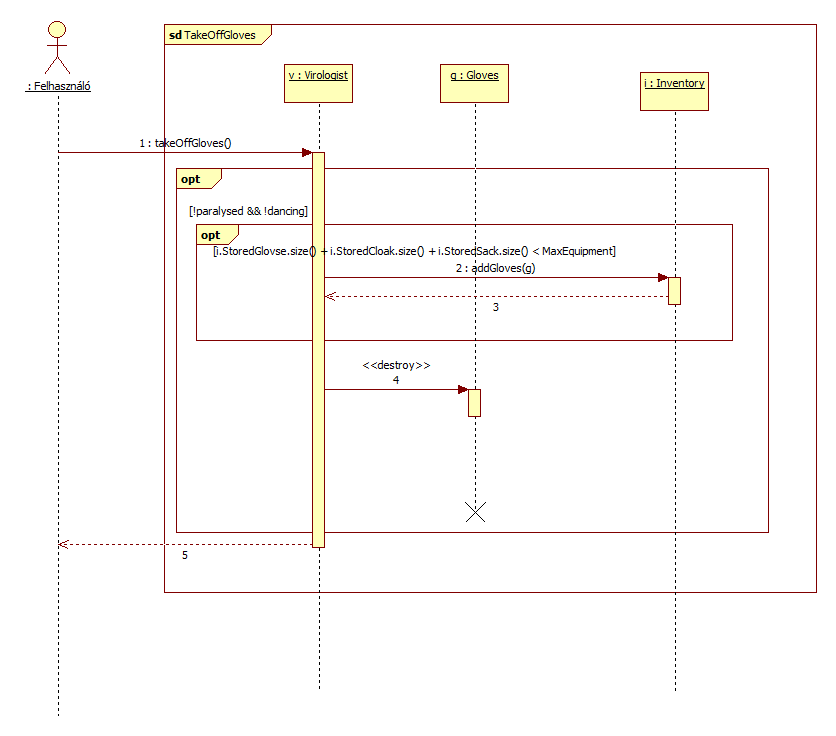 sd TakeOffGloves
: Felhasználó
v : Virologist
g : Gloves
i : Inventory
1 : takeOffGloves()
opt
[!paralysed && !dancing]
opt
[i.StoredGlovse.size() + i.StoredCloak.size() + i.StoredSack.size() < MaxEquipment]
2 : addGloves(g)
3
<<destroy>>
4
5